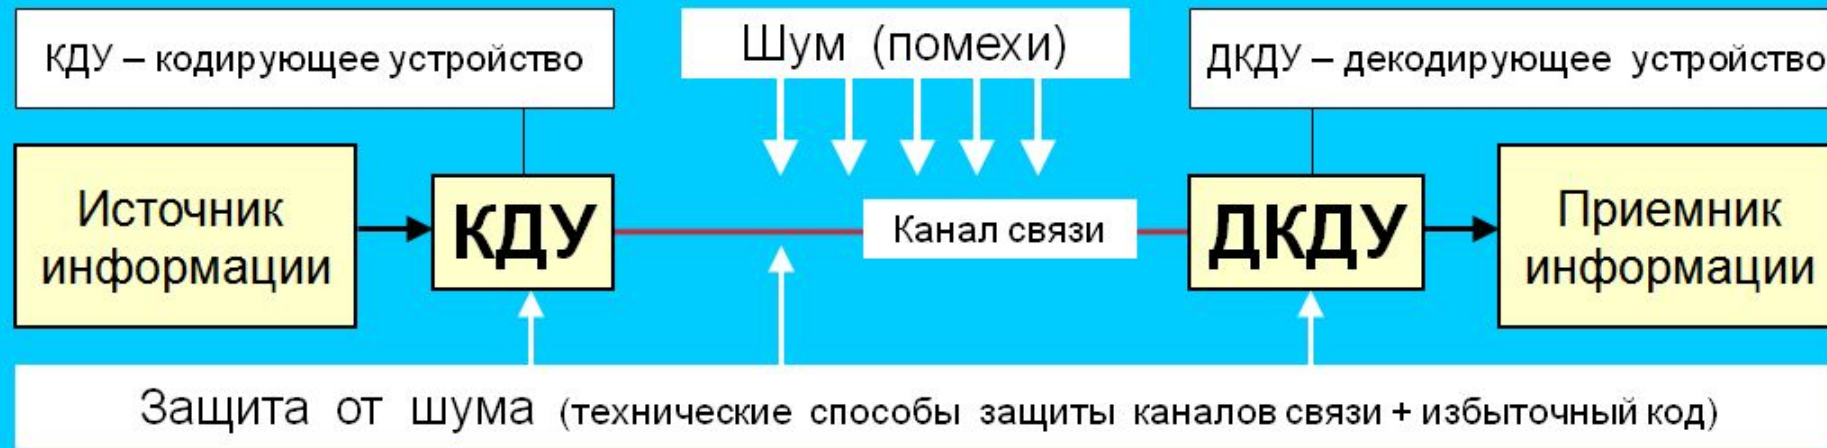 КДУ – кодирующее устройство
Шум (помехи)
ДКДУ – декодирующее устройство
Источник
информации
КДУ
Канал связи
ДКДУ
Приемник
информации
Защита от шума (технические способы защиты каналов связи + избыточный код)